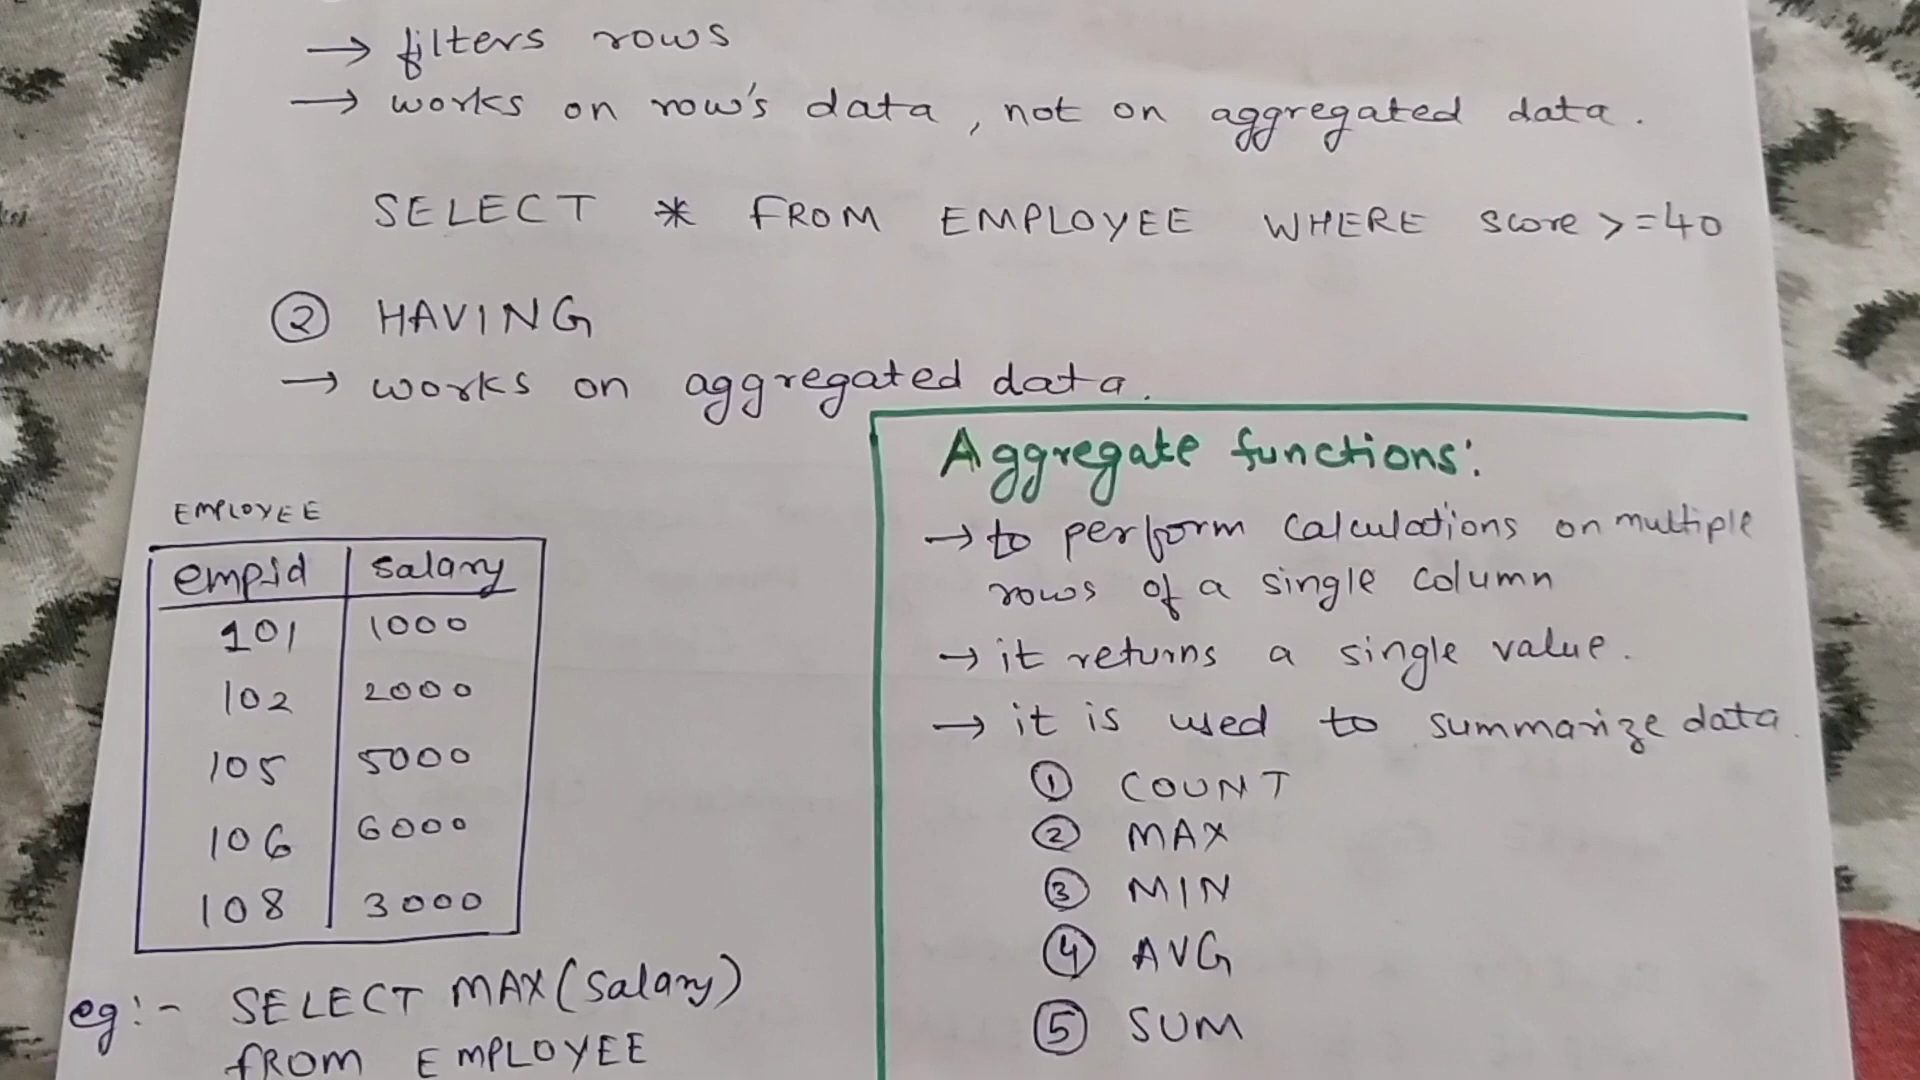 → filters rows
→ works on row's data, not on aggregated data.
SELECT * FROM EMPLOYEE WHERE score >=40
② HAVING
→ works on aggregated data.
EMPLOYEE
empid salary
101 1000
102 2000
105 5000
106 6000
108 3000
eg:- SELECT MAX(Salary)
FROM EMPLOYEE
Aggregate functions:
→ to perform calculations on multiple
rows of a single column
→ it returns a single value.
→ it is used to summarize data.
① COUNT
② MAX
③ MIN
④ AVG
⑤ SUM